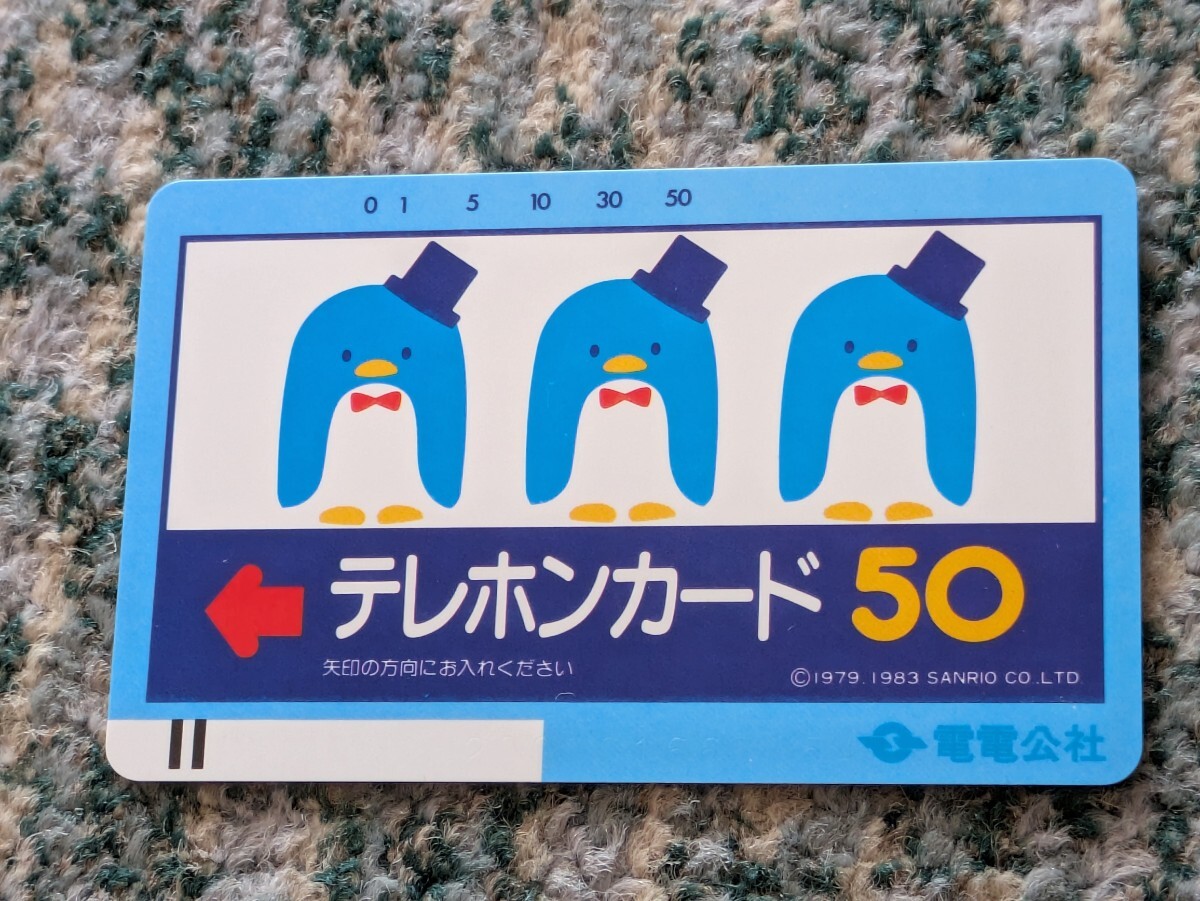 0 1 5 10 30 50
テレホンカード 50
矢印の方向にお入れください
©1979.1983 SANRIO CO.,LTD.
電電公社